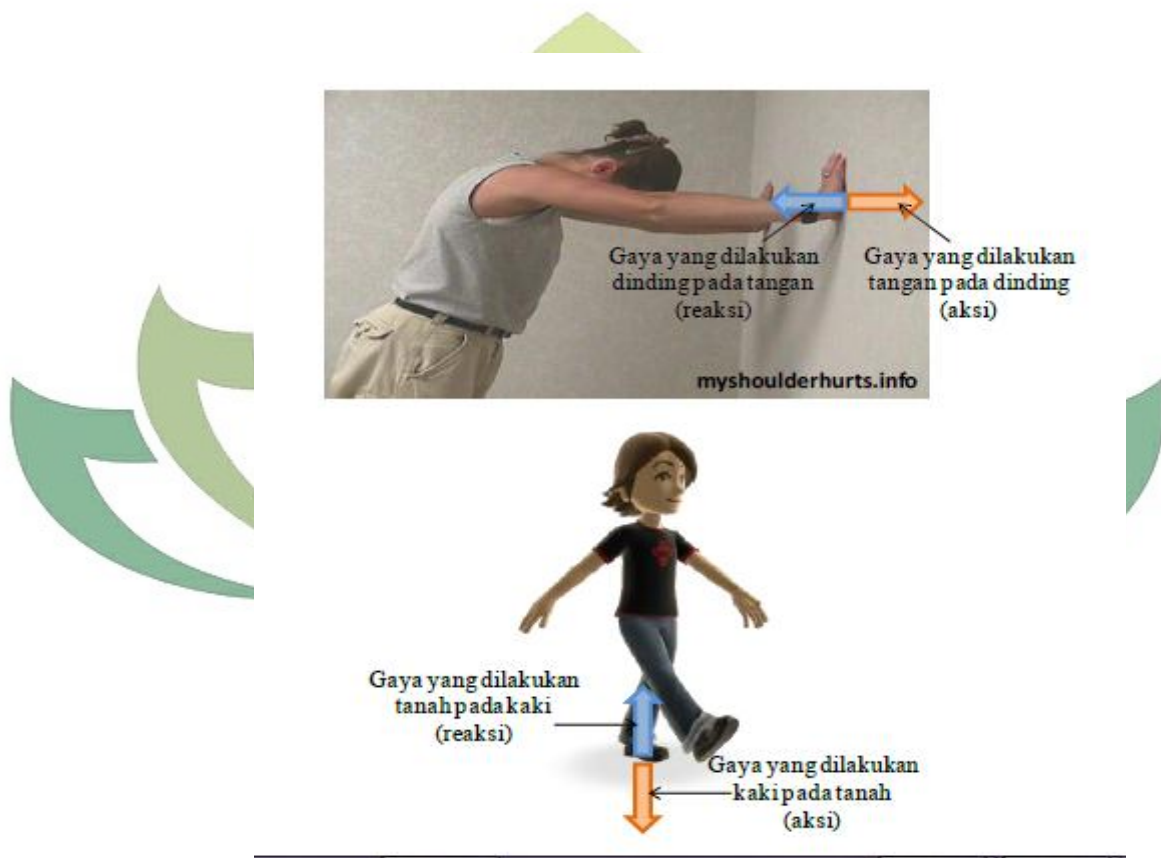 Gaya yang dilakukan
dinding pada tangan
(reaksi)
Gaya yang dilakukan
tangan pada dinding
(aksi)
myshoulderhurts.info
Gaya yang dilakukan
tanah pada kaki
(reaksi)
Gaya yang dilakukan
kaki pada tanah
(aksi)